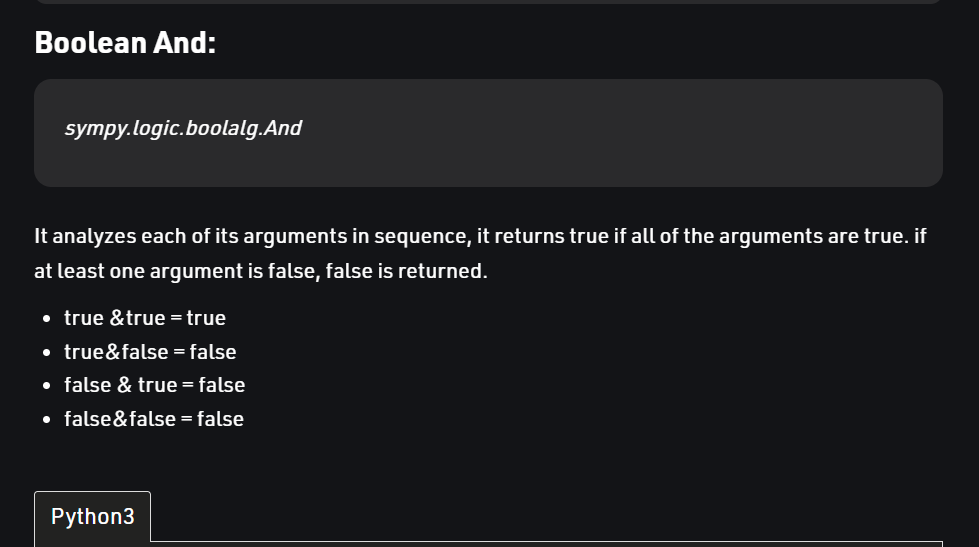 Boolean And:
sympy.logic.boolalg.And
It analyzes each of its arguments in sequence, it returns true if all of the arguments are true. if
at least one argument is false, false is returned.
• true &true = true
• true&false = false
• false & true = false
• false&false = false
Python3